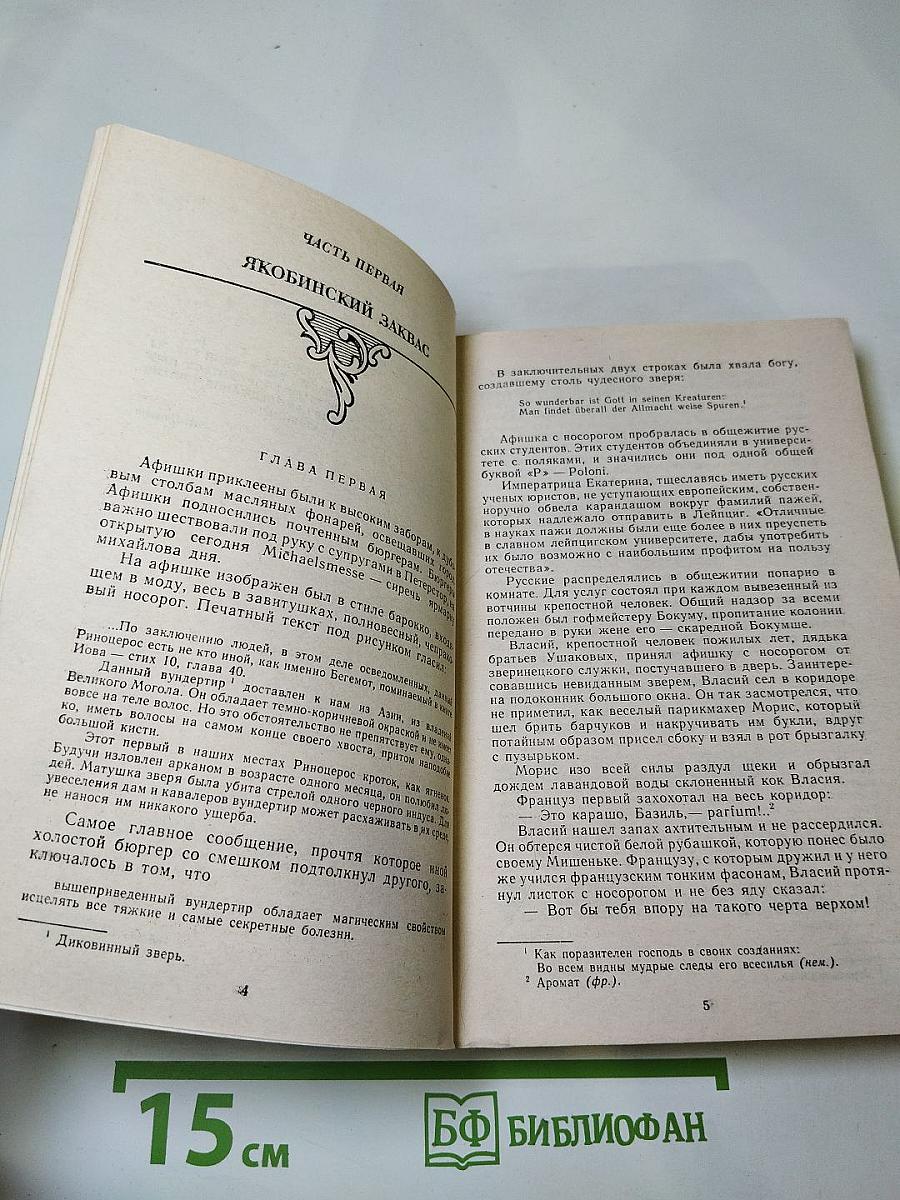 ЧАСТЬ ПЕРВАЯ
ЯКОБИНСКИЙ ЗАКВАС
ГЛАВА ПЕРВАЯ
Афишки приклеены были к высоким заборам, к дубо-
вым столбам масляных фонарей, освещавших город.
Афишки подносились почтенным бюргерам. Бюргеры
важно шествовали под руку с супругами в Петерстор, на
открытую сегодня Michaelsmesse — сиречь ярмарку
михайлова дня.
На афишке изображен был в стиле барокко, входя-
щем в моду, весь в завитушках, полновесный, чепрако-
вый носорог. Печатный текст под рисунком гласил:
...По заключению людей, в этом деле осведомленных, данный
Риноцерос есть не кто иной, как именно Бегемот, поминаемый в книге
Иова — стих 10, глава 40.
Данный вундертир¹ доставлен к нам из Азии, из владений
Великого Могола. Он обладает темно-коричневой окраской и не имеет
вовсе на теле волос. Но это обстоятельство не препятствует ему, одна-
ко, иметь волосы на самом конце своего хвоста, притом наподобие
большой кисти.
Этот первый в наших местах Риноцерос кроток, как ягненок.
Будучи изловлен арканом в возрасте одного месяца, он полюбил лю-
дей. Матушка зверя была убита стрелой одного черного индуса. Для
увеселения дам и кавалеров вундертир может расхаживать в их среде,
не нанося им никакого ущерба.
Самое главное сообщение, прочтя которое иной
холостой бюргер со смешком подтолкнул другого, за-
ключалось в том, что
вышеприведенный вундертир обладает магическим свойством
исцелять все тяжкие и самые секретные болезни.
¹ Диковинный зверь.
4
В заключительных двух строках была хвала богу,
создавшему столь чудесного зверя:
So wunderbar ist Gott in seinen Kreaturen:
Man findet überall der Allmacht weise Spuren.¹
Афишка с носорогом пробралась в общежитие рус-
ских студентов. Этих студентов объединяли в универси-
тете с поляками, и значились они под одной общей
буквой «P» — Poloni.
Императрица Екатерина, тщеславясь иметь русских
ученых юристов, не уступающих европейским, собствен-
норучно обвела карандашом вокруг фамилий пажей,
которых надлежало отправить в Лейпциг. «Отличные
в науках пажи должны были еще более в них преуспеть
в славном лейпцигском университете, дабы употребить
их было возможно с наибольшим профитом на пользу
отечества».
Русские распределялись в общежитии попарно в
комнате. Для услуг состоял при каждом вывезенный из
вотчины крепостной человек. Общий надзор за всеми
положен был гофмейстеру Бокуму, пропитание колонии
передано в руки жене его — скаредной Бокумше.
Власий, крепостной человек пожилых лет, дядька
братьев Ушаковых, принял афишку с носорогом от
зверинецкого служки, постучавшего в дверь. Заинтере-
совавшись невиданным зверем, Власий сел в коридоре
на подоконник большого окна. Он так засмотрелся, что
не приметил, как веселый парикмахер Морис, который
шел брить барчуков и накручивать им букли, вдруг
потайным образом присел сбоку и взял в рот брызгалку
с пузырьком.
Морис изо всей силы раздул щеки и обрызгал
дождем лавандовой воды склоненный кок Власия.
Француз первый захохотал на весь коридор:
— Это карашо, Базиль,— parfum!..²
Власий нашел запах ахтительным и не рассердился.
Он обтерся чистой белой рубашкой, которую понес было
своему Мишеньке. Французу, с которым дружил и у него
же учился французским тонким фасонам, Власий протя-
нул листок с носорогом и не без яду сказал:
— Вот бы тебя впору на такого черта верхом!
¹ Как поразителен господь в своих созданиях:
Во всем видны мудрые следы его всесилья (нем.).
² Аромат (фр.).
5
15 см
БФ БИБЛИОФАН